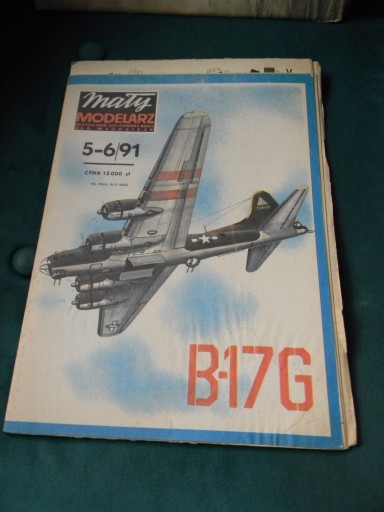 mały
MODELARZ
5-6/91
CENA 12 000 zł
B-17G